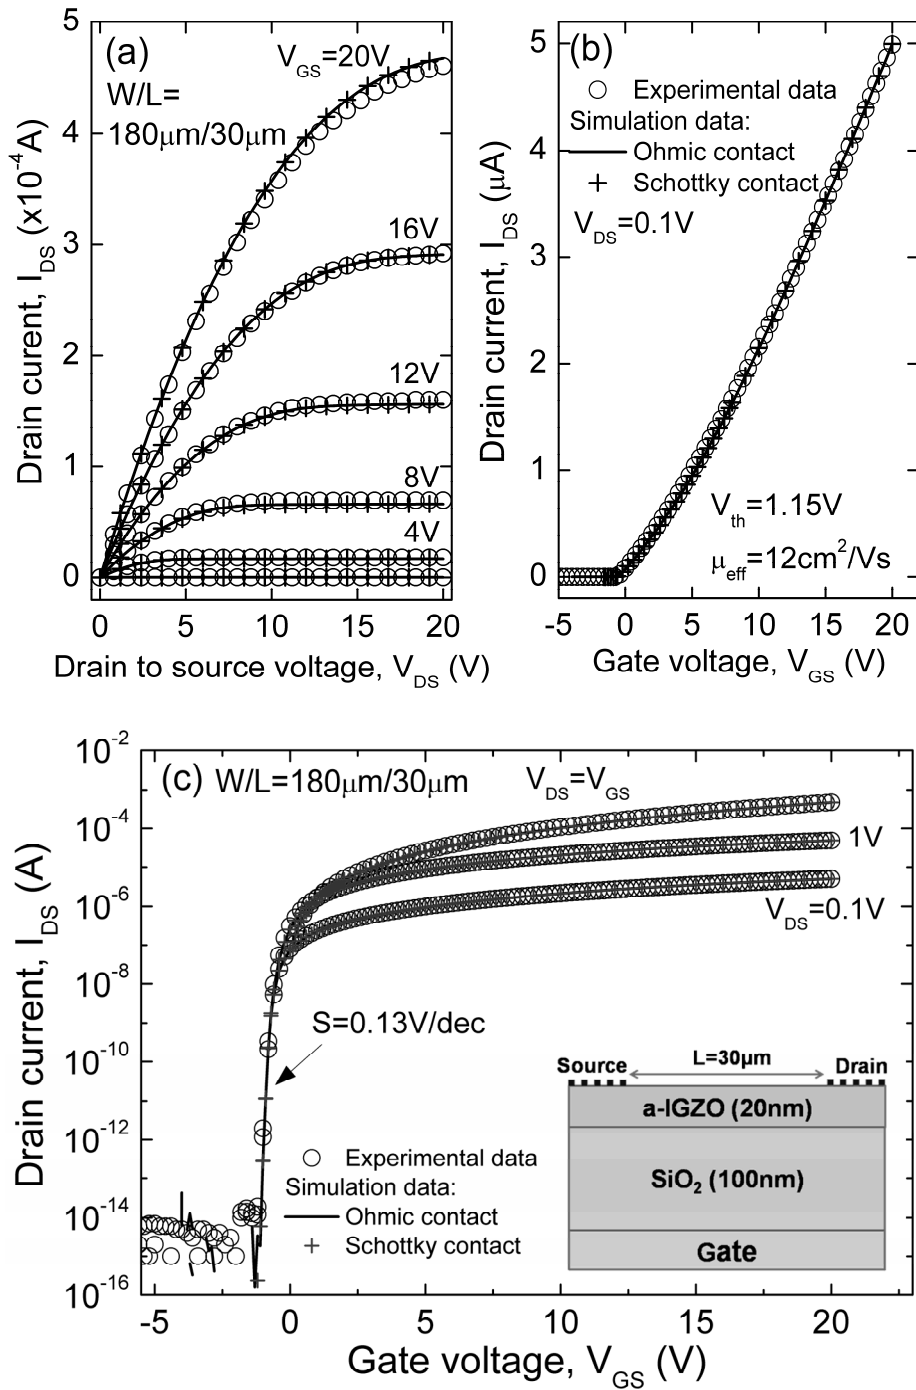 (a)
V_GS=20V
W/L=
180μm/30μm
16V
12V
8V
4V
5
4
3
2
1
0
Drain curent, I_DS (x10^-4A)
0 5 10 15 20
Drain to source voltage, V_DS (V)
(b)
Experimental data
Simulation data:
Ohmic contact
Schottky contact
V_DS=0.1V
V_th=1.15V
μ_eff=12cm^2/Vs
5
4
3
2
1
0
Drain current, I_DS (μA)
-5 0 5 10 15 20
Gate voltage, V_GS (V)
(c) W/L=180μm/30μm
V_DS=V_GS
1V
V_DS=0.1V
S=0.13V/dec
Experimental data
Simulation data:
Ohmic contact
Schottky contact
Source L=30μm Drain
a-IGZO (20nm)
SiO_2 (100nm)
Gate
10^-2
10^-4
10^-6
10^-8
10^-10
10^-12
10^-14
10^-16
Drain current, I_DS (A)
-5 0 5 10 15 20
Gate voltage, V_GS (V)